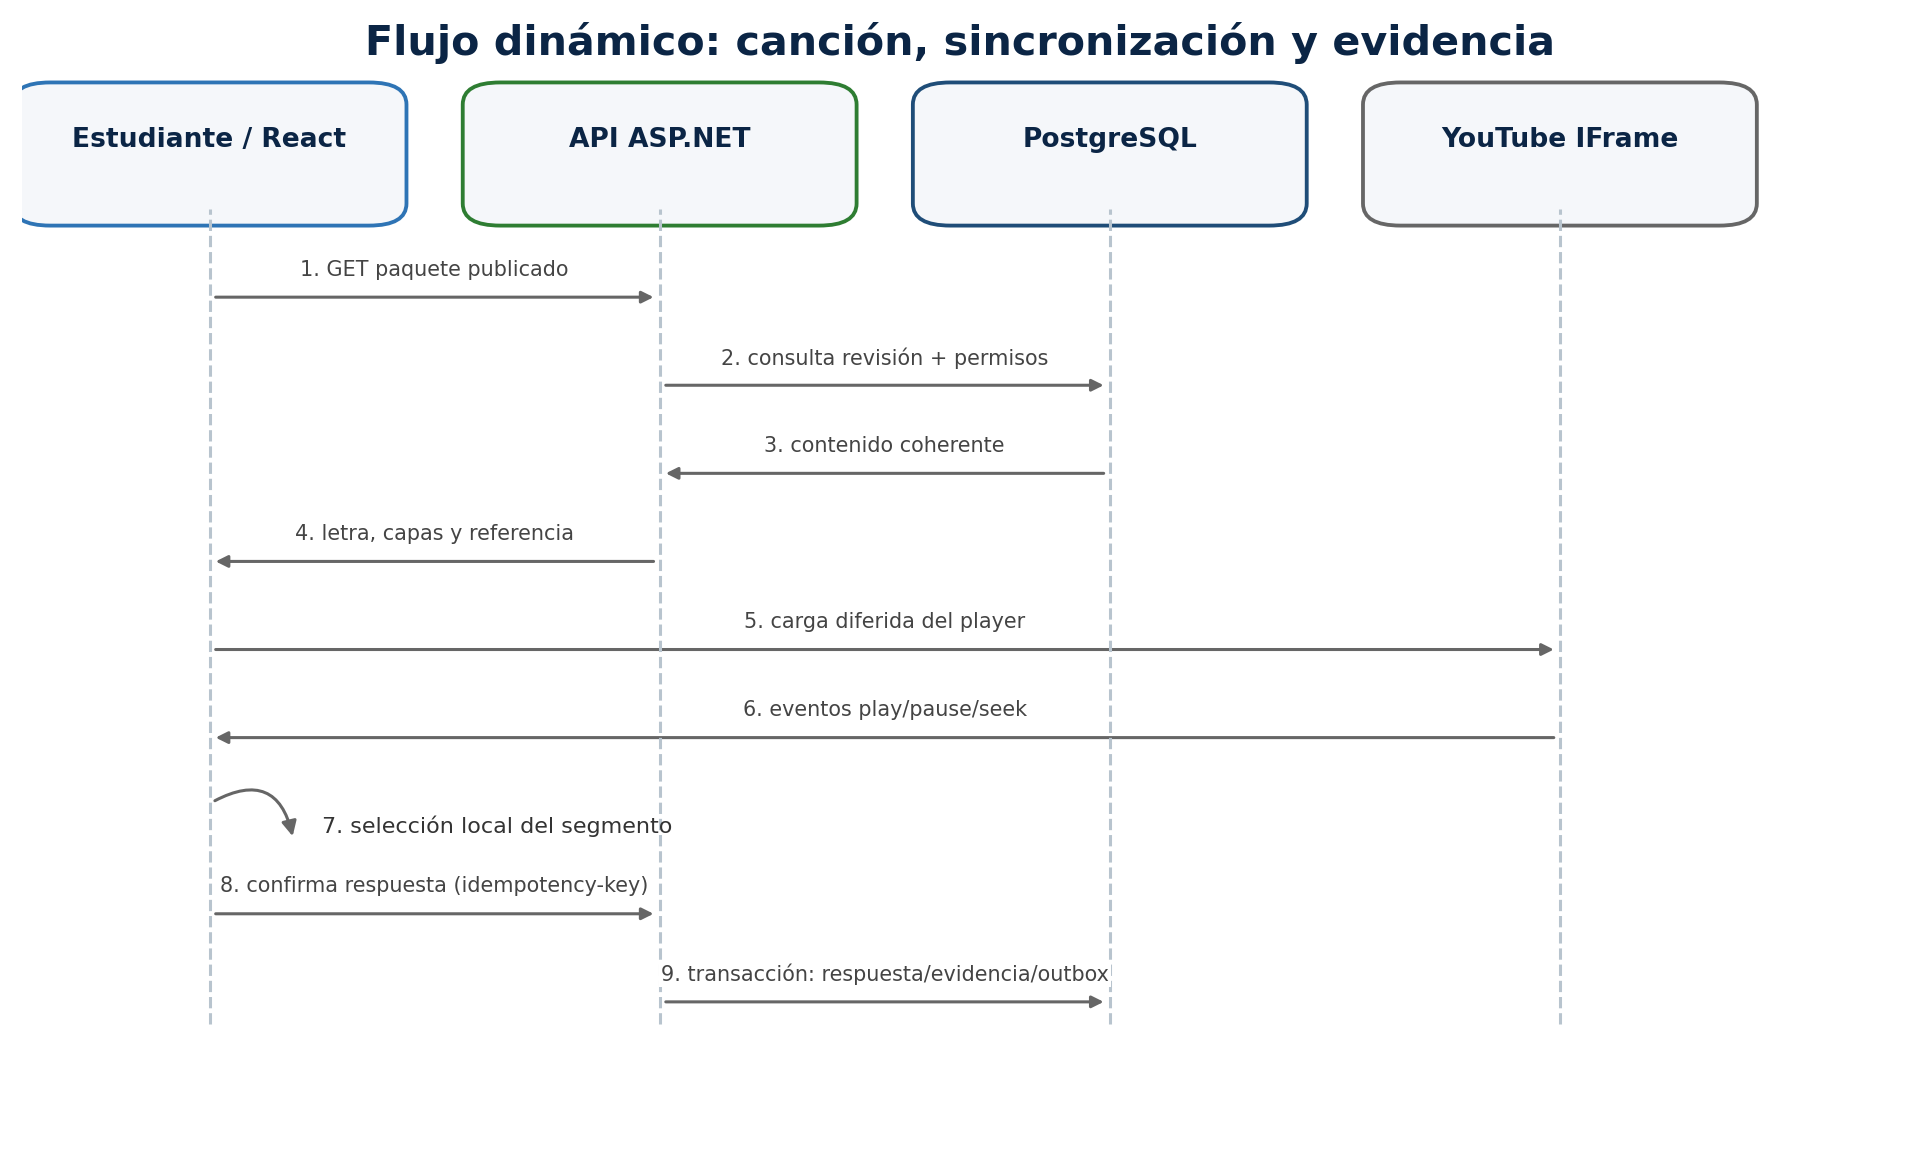 Flujo dinámico: canción, sincronización y evidencia
Estudiante / React
API ASP.NET
PostgreSQL
YouTube IFrame
1. GET paquete publicado
2. consulta revisión + permisos
3. contenido coherente
4. letra, capas y referencia
5. carga diferida del player
6. eventos play/pause/seek
7. selección local del segmento
8. confirma respuesta (idempotency-key)
9. transacción: respuesta/evidencia/outbox